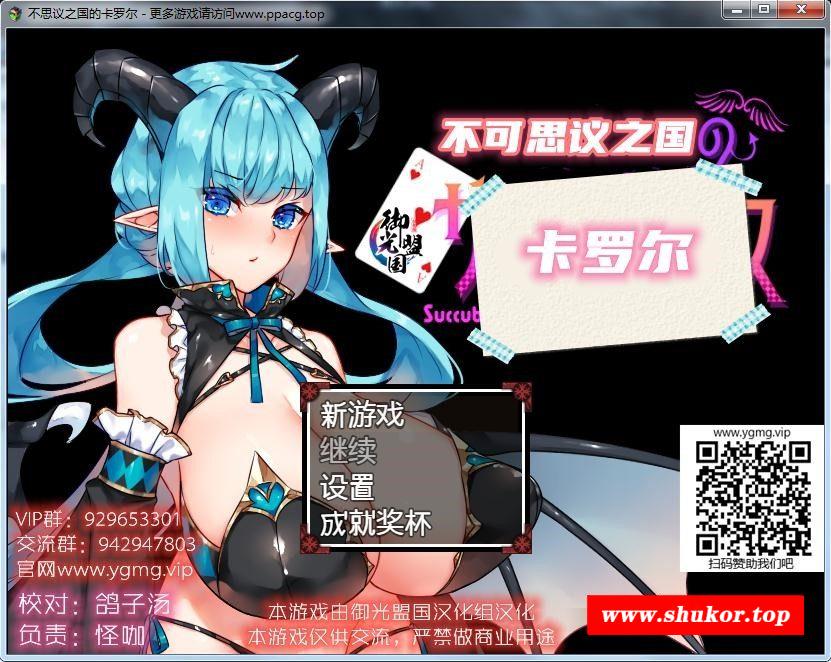 不思议之国的卡罗尔 - 更多游戏请访问www.ppacg.top
不可思议之国の
A
御光盟国
A
卡罗尔
Succub
新游戏
继续
设置
成就奖杯
www.ygmg.vip
扫码赞助我们吧
VIP群：929653301
交流群：942947803
官网www.ygmg.vip
校对：鸽子汤
负责：怪咖
本游戏由御光盟国汉化组汉化
本游戏仅供交流，严禁做商业用途
www.shukor.top